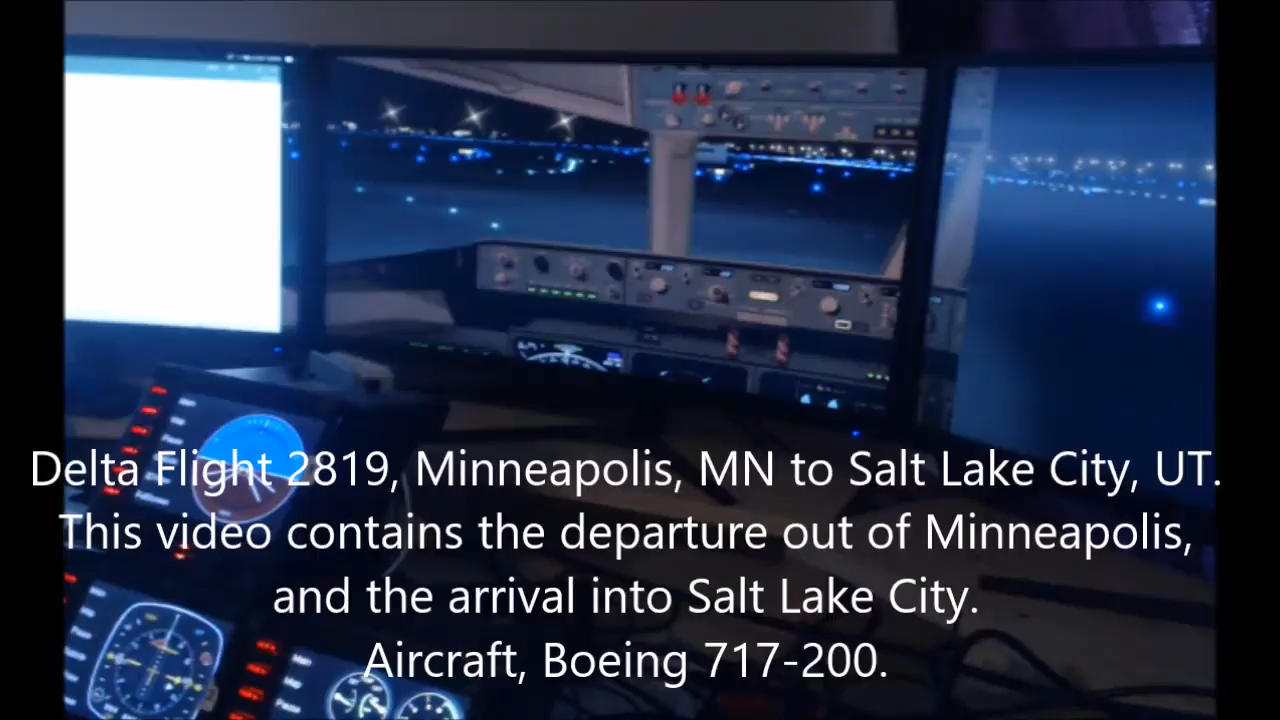 Delta Flight 2819, Minneapolis, MN to Salt Lake City, UT.
This video contains the departure out of Minneapolis,
and the arrival into Salt Lake City.
Aircraft, Boeing 717-200.